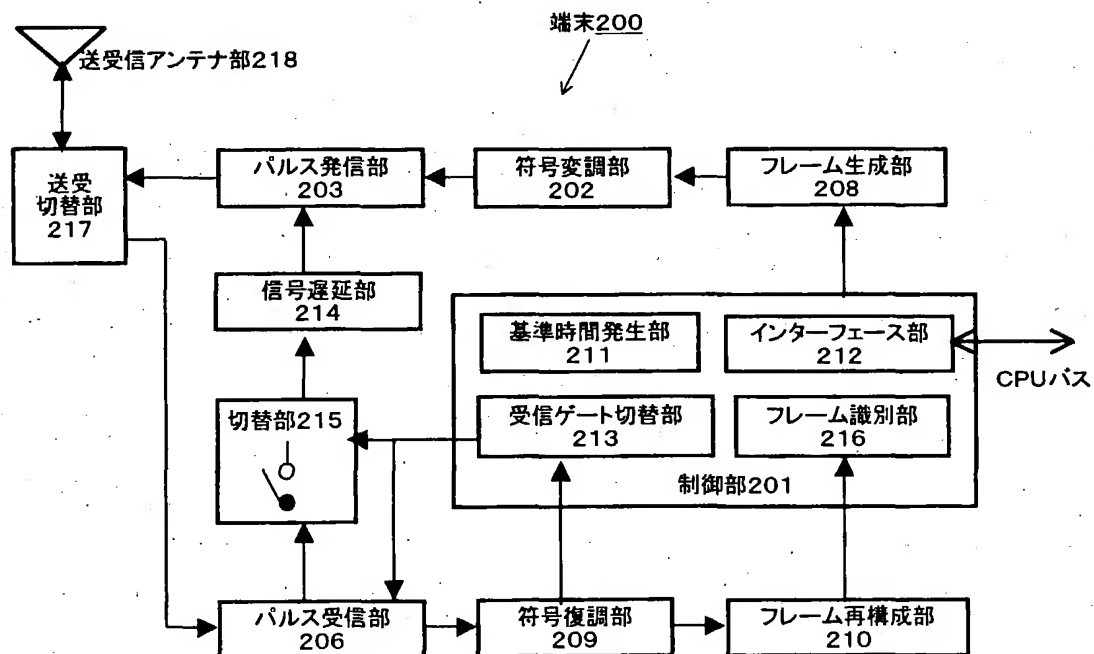 端末200
送受信アンテナ部218
送受
切替部
217
パルス発信部
203
符号変調部
202
フレーム生成部
208
信号遅延部
214
基準時間発生部
211
インターフェース部
212
CPUバス
切替部215
受信ゲート切替部
213
フレーム識別部
216
制御部201
パルス受信部
206
符号復調部
209
フレーム再構成部
210